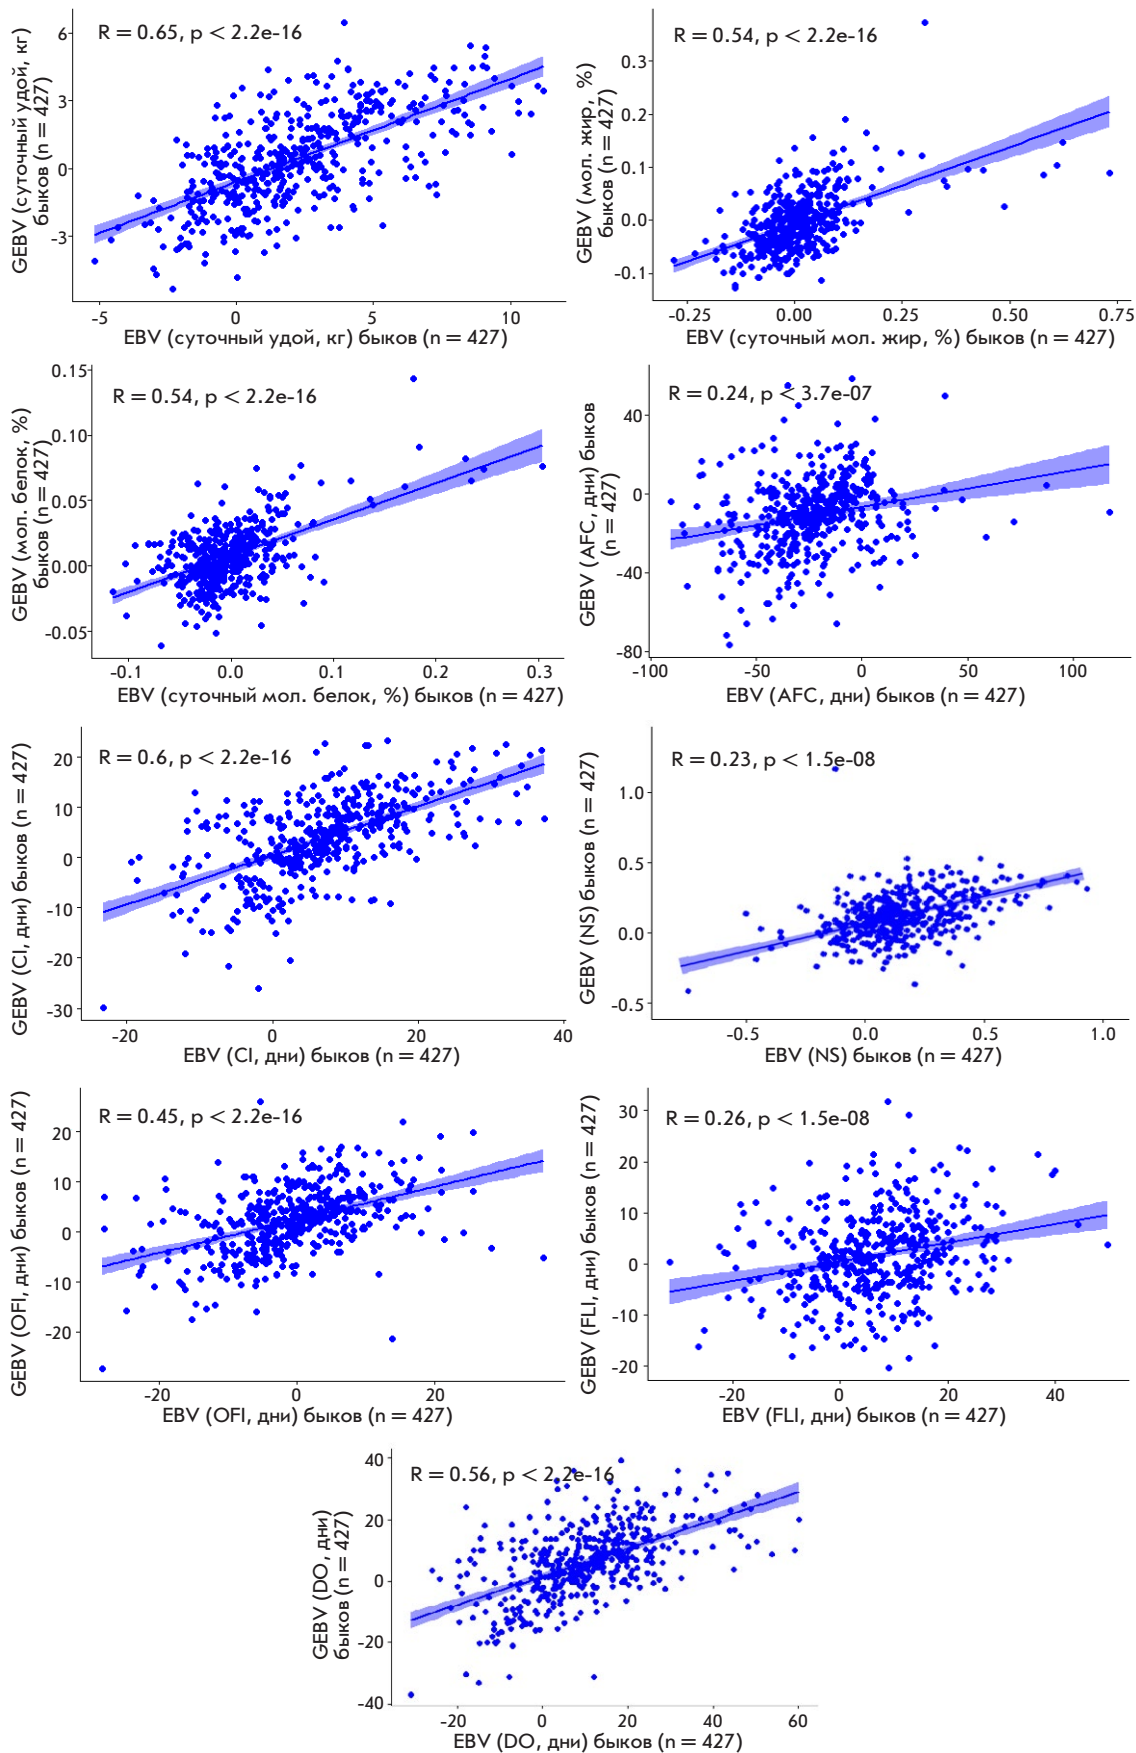 R = 0.65, p < 2.2e-16
GEBV (суточный удой, кг)
быков (n = 427)
6
3
0
-3
-5
0
5
10
EBV (суточный удой, кг) быков (n = 427)
R = 0.54, p < 2.2e-16
GEBV (мол. жир, %)
быков (n = 427)
0.3
0.2
0.1
0.0
-0.1
-0.25
0.00
0.25
0.50
0.75
EBV (суточный мол. жир, %) быков (n = 427)
R = 0.54, p < 2.2e-16
GEBV (мол. белок, %)
быков (n = 427)
0.15
0.10
0.05
0.00
-0.05
-0.1
0.0
0.1
0.2
0.3
EBV (суточный мол. белок, %) быков (n = 427)
R = 0.24, p < 3.7e-07
GEBV (AFC, дни) быков
(n = 427)
40
0
-40
-80
-100
-50
0
50
100
EBV (AFC, дни) быков (n = 427)
R = 0.6, p < 2.2e-16
GEBV (CI, дни) быков (n = 427)
20
10
0
-10
-20
-30
-20
0
20
40
EBV (CI, дни) быков (n = 427)
R = 0.23, p < 1.5e-08
GEBV (NS) быков (n = 427)
1.0
0.5
0.0
-0.5
-0.5
0.0
0.5
1.0
EBV (NS) быков (n = 427)
R = 0.45, p < 2.2e-16
GEBV (OFI, дни) быков (n = 427)
20
10
0
-10
-20
-20
0
20
EBV (OFI, дни) быков (n = 427)
R = 0.26, p < 1.5e-08
GEBV (FLI, дни) быков (n = 427)
30
20
10
0
-10
-20
-20
0
20
40
EBV (FLI, дни) быков (n = 427)
R = 0.56, p < 2.2e-16
GEBV (DO, дни)
быков (n = 427)
40
20
0
-20
-40
-20
0
20
40
60
EBV (DO, дни) быков (n = 427)